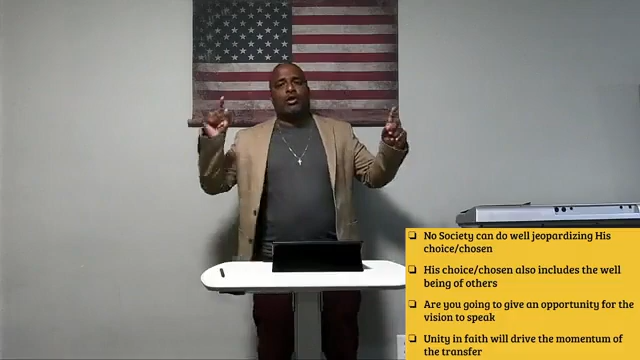 No Society can do well jeopardizing His
choice/chosen
His choice/chosen also includes the well
being of others
Are you going to give an opportunity for the
vision to speak
Unity in faith will drive the momentum of
the transfer